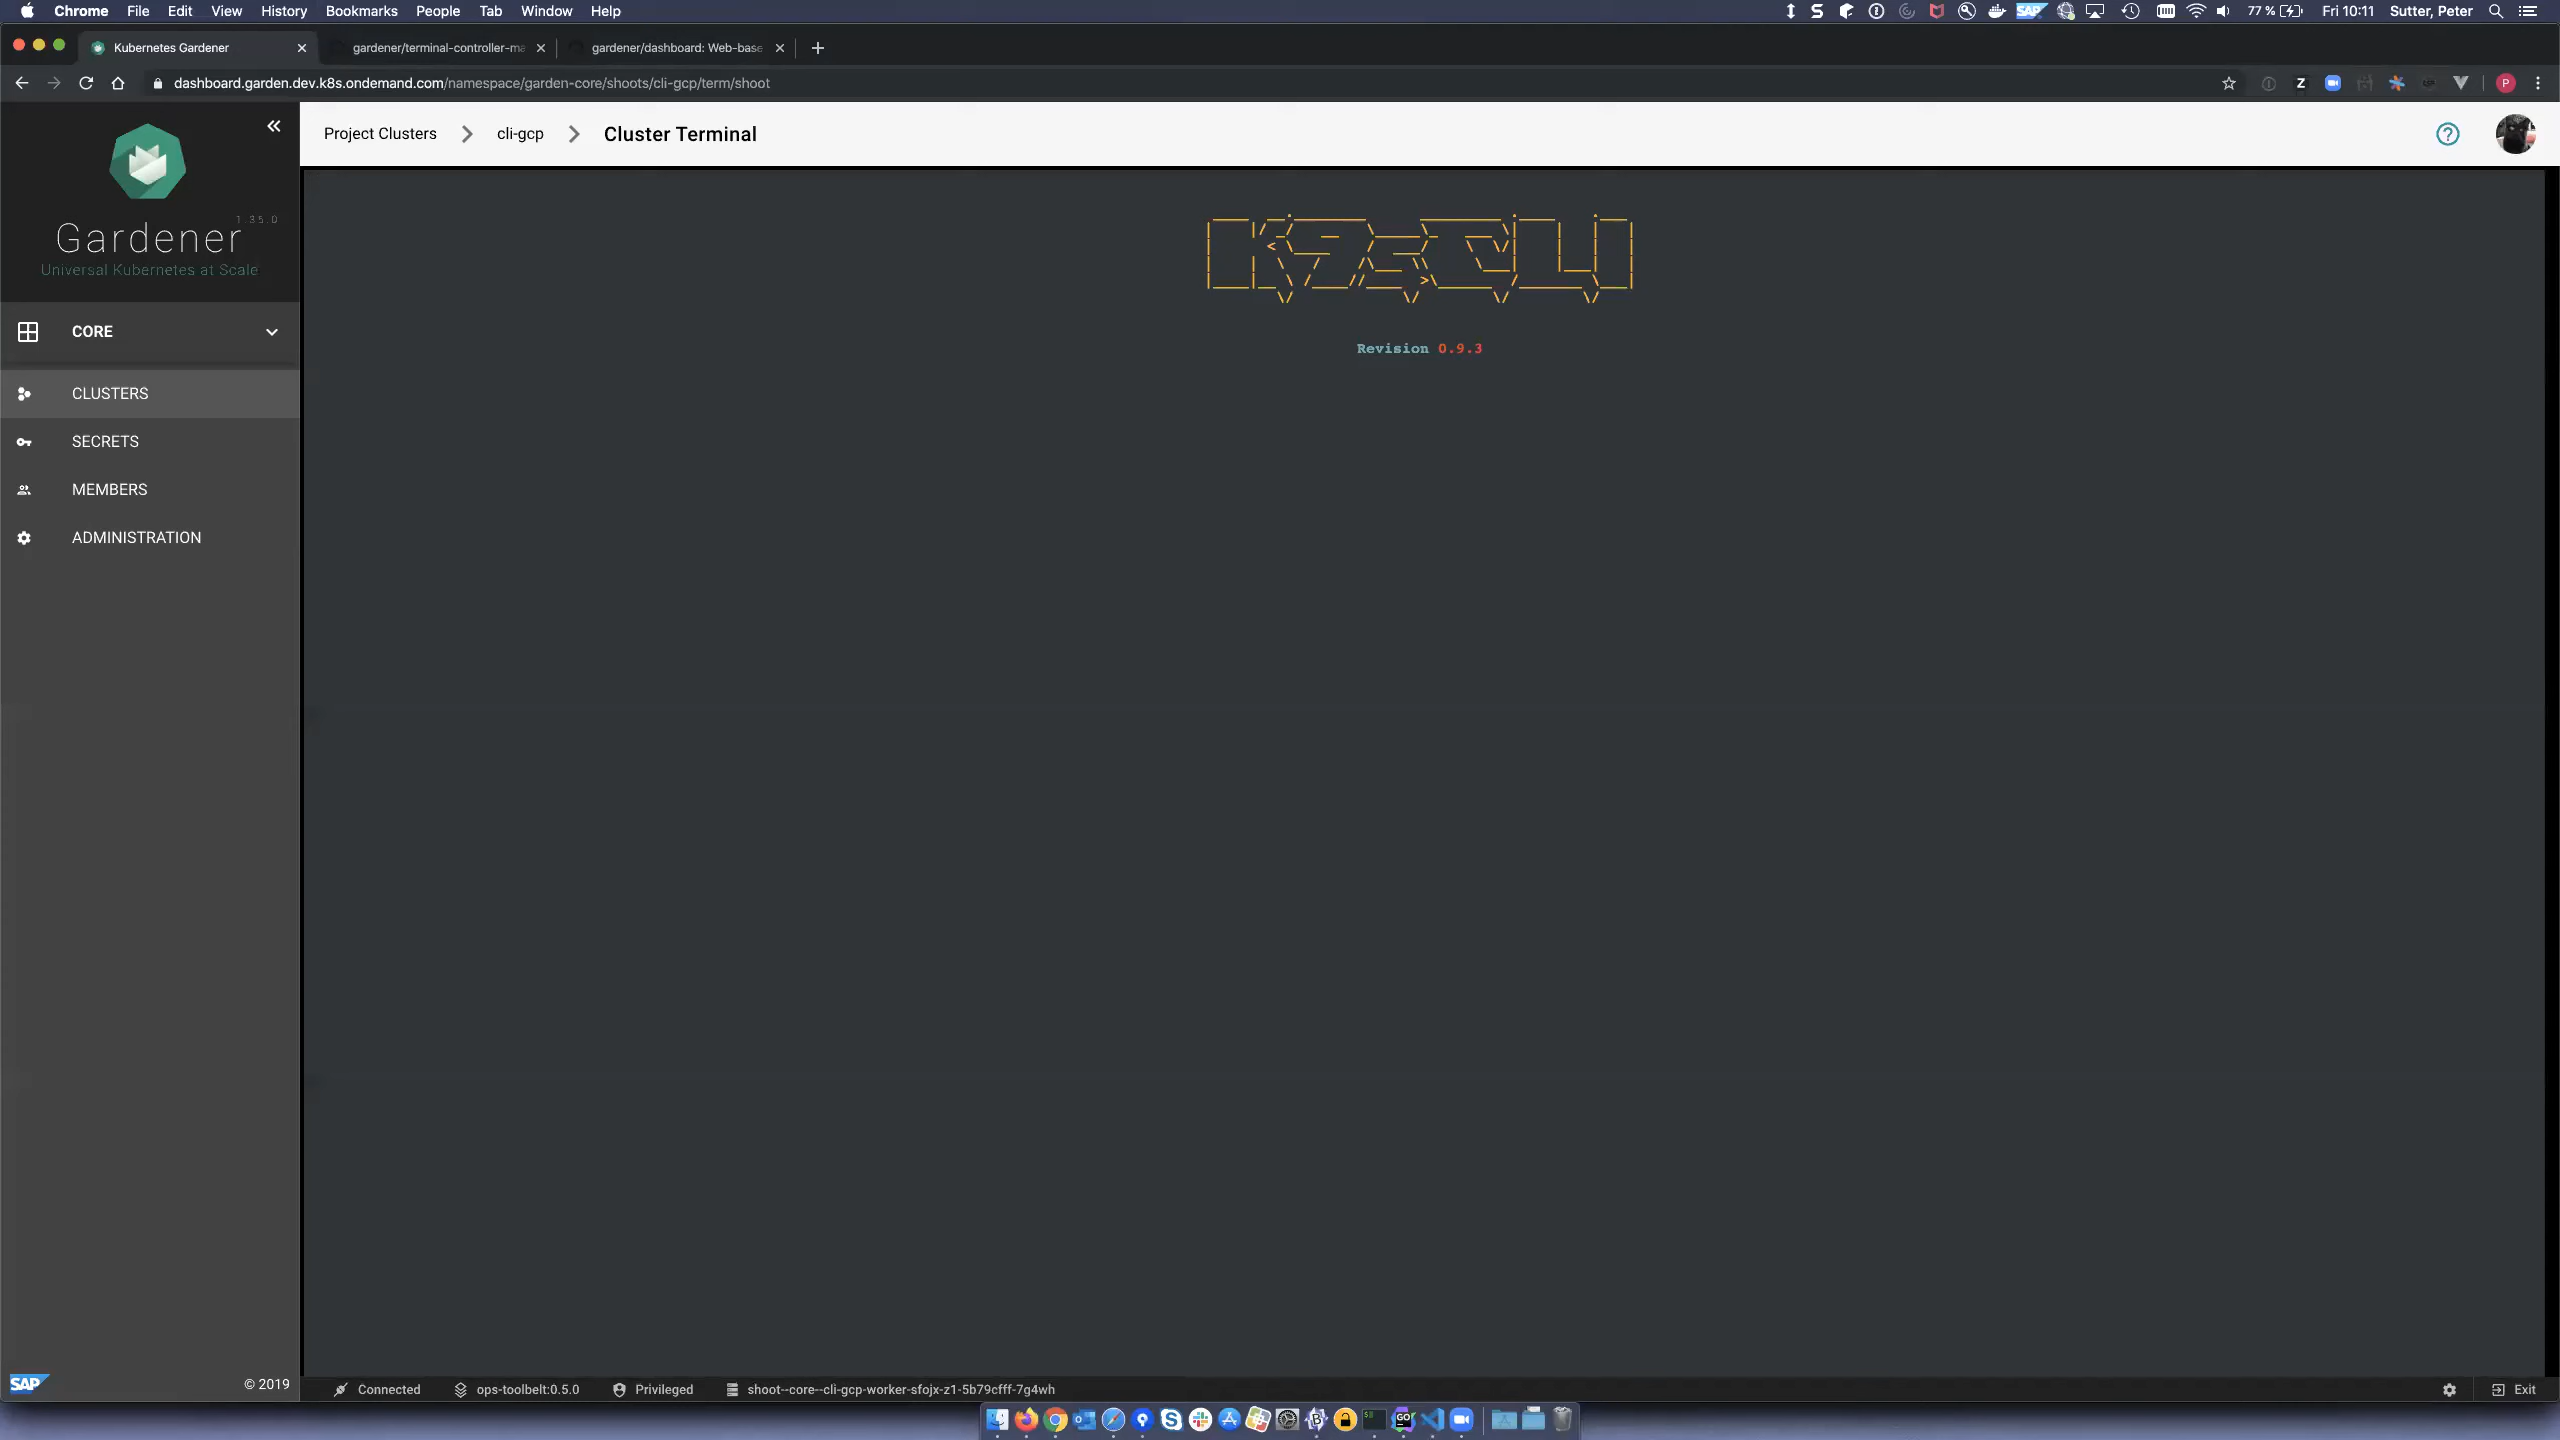 Chrome File Edit View History Bookmarks People Tab Window Help
77 % Fri 10:11 Sutter, Peter
Kubernetes Gardener
gardener/terminal-controller-ma
gardener/dashboard: Web-base
dashboard.garden.dev.k8s.ondemand.com/namespace/garden-core/shoots/cli-gcp/term/shoot
Project Clusters cli-gcp Cluster Terminal
1.35.0
Gardener
Universal Kubernetes at Scale
K9sCLI
Revision 0.9.3
CORE
CLUSTERS
SECRETS
MEMBERS
ADMINISTRATION
SAP © 2019
Connected ops-toolbelt:0.5.0 Privileged shoot--core--cli-gcp-worker-sfojx-z1-5b79cfff-7g4wh Exit